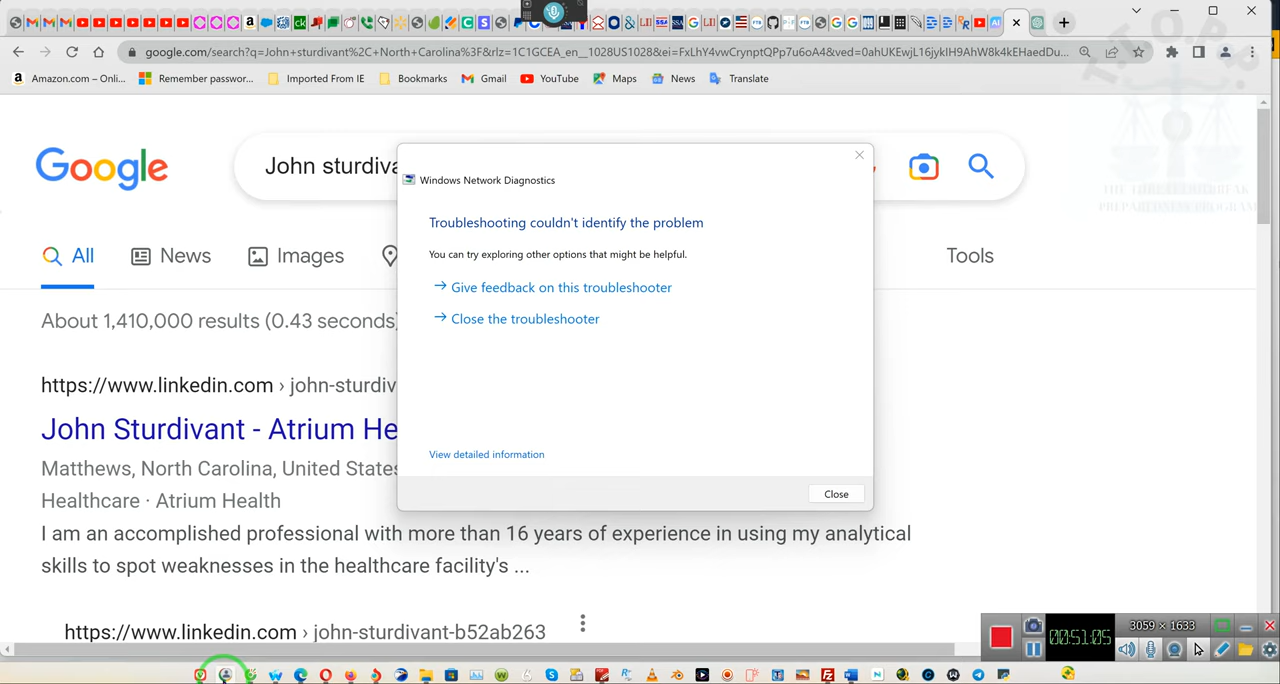 google.com/search?q=John+sturdivant%2C+North+Carolina%3F&rlz=1C1GCEA_en__1028US1028&ei=FxLhY4vwCrynptQPp7u6oA4&ved=0ahUKEwjL16jykIH9AhW8k4kEHaedDu...
Amazon.com – Onli...
Remember passwor...
Imported From IE
Bookmarks
Gmail
YouTube
Maps
News
Translate
T.T.O.P.P.
THE THREAT OUTBREAK
PREPAREDNESS PROGRAM
Google
John sturdiva
Windows Network Diagnostics
Troubleshooting couldn't identify the problem
You can try exploring other options that might be helpful.
Give feedback on this troubleshooter
Close the troubleshooter
View detailed information
Close
All
News
Images
Tools
About 1,410,000 results (0.43 seconds)
https://www.linkedin.com › john-sturdiv
John Sturdivant - Atrium He
Matthews, North Carolina, United States
Healthcare · Atrium Health
I am an accomplished professional with more than 16 years of experience in using my analytical
skills to spot weaknesses in the healthcare facility's ...
https://www.linkedin.com › john-sturdivant-b52ab263
3059 × 1633
00:51:05